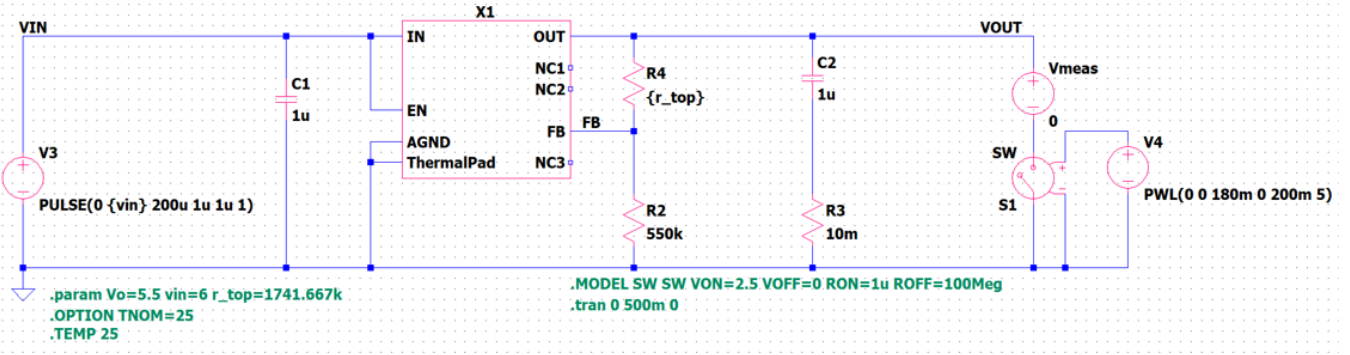 X1
VIN
IN
OUT
VOUT
NC1
C2
Vmeas
R4
C1
NC2
1u
{r_top}
1u
EN
0
FB
FB
AGND
V4
V3
SW
ThermalPad
NC3
PULSE(0 {vin} 200u 1u 1u 1)
PWL(0 0 180m 0 200m 5)
S1
R2
R3
550k
10m
.MODEL SW SW VON=2.5 VOFF=0 RON=1u ROFF=100Meg
.param Vo=5.5 vin=6 r_top=1741.667k
.tran 0 500m 0
.OPTION TNOM=25
.TEMP 25